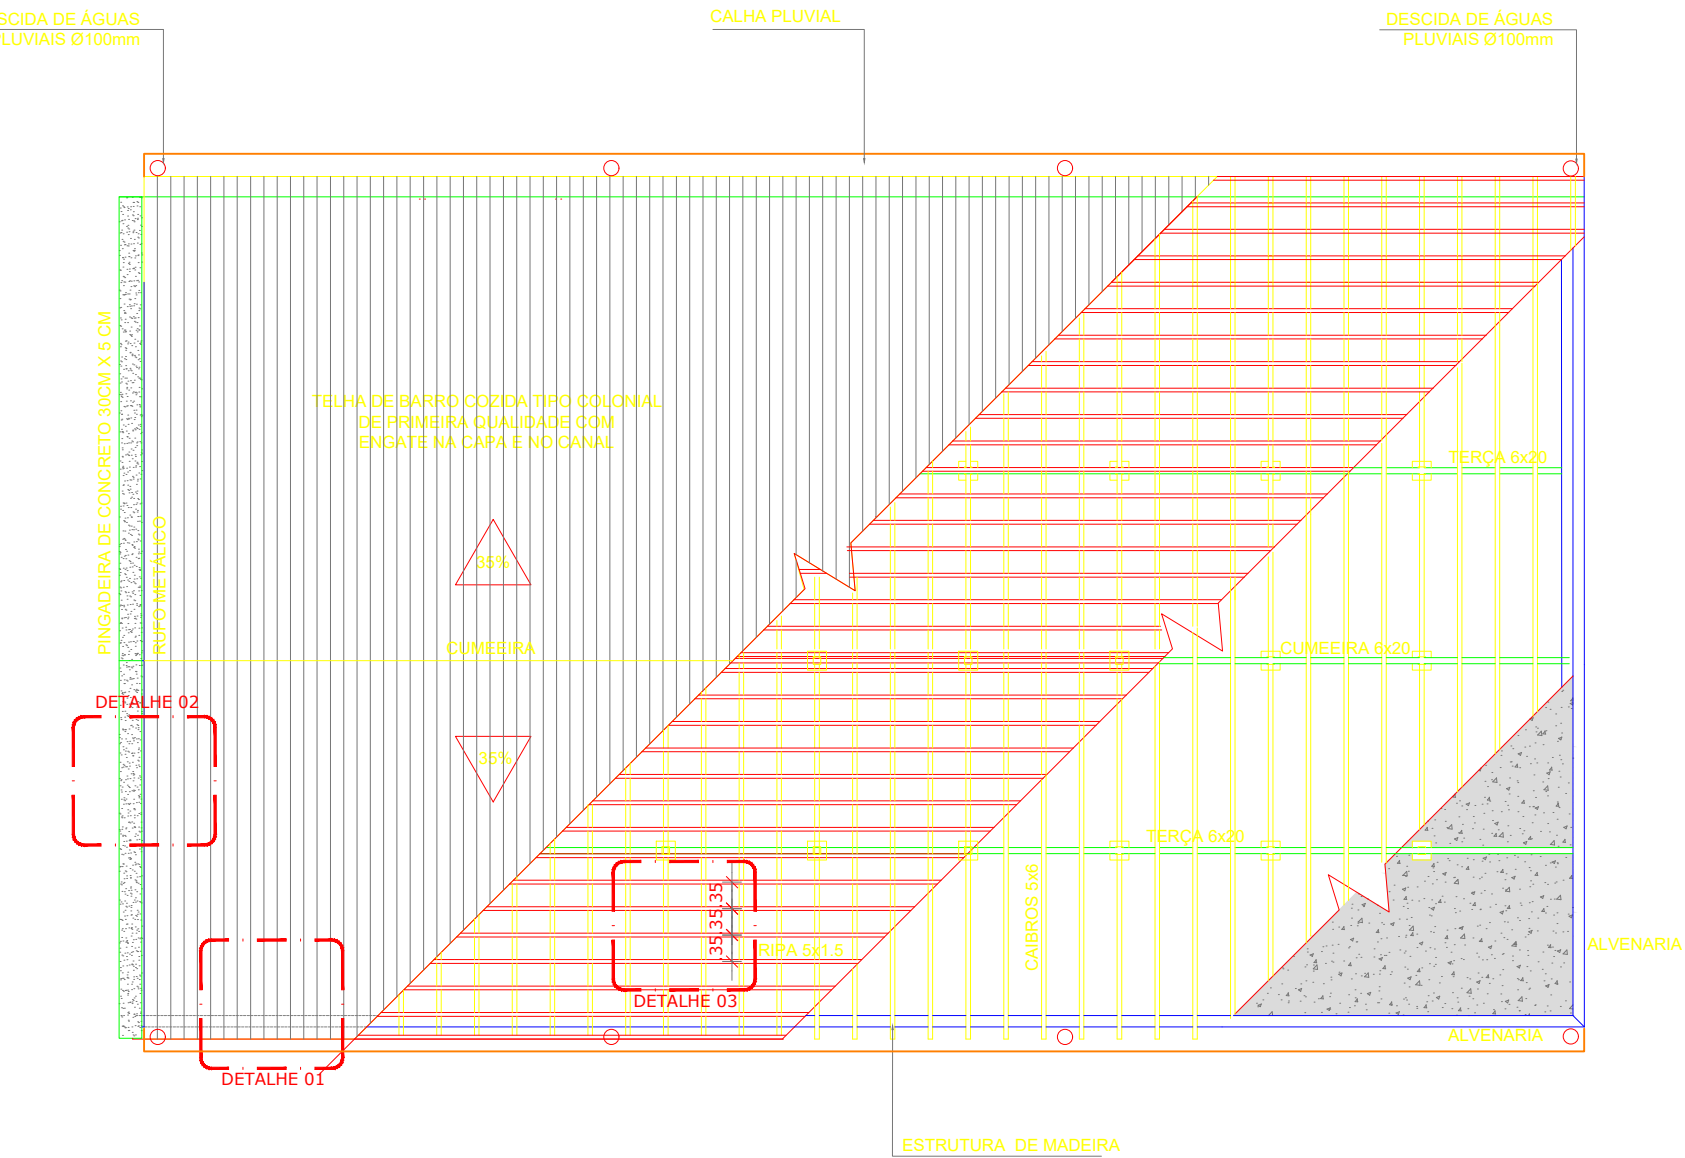 SCIDA DE ÁGUAS
PLUVIAIS Ø100mm
CALHA PLUVIAL
DESCIDA DE ÁGUAS
PLUVIAIS Ø100mm
PINGADEIRA DE CONCRETO 30CM X 5 CM
RUFO METÁLICO
TELHA DE BARRO COZIDA TIPO COLONIAL
DE PRIMEIRA QUALIDADE COM
ENGATE NA CAPA E NO CANAL
TERÇA 6x20
35%
CUMEEIRA
CUMEEIRA 6x20
DETALHE 02
35%
TERÇA 6x20
CAIBROS 5x6
.35.35.35
RIPA 5x1.5
ALVENARIA
DETALHE 03
ALVENARIA
DETALHE 01
ESTRUTURA DE MADEIRA